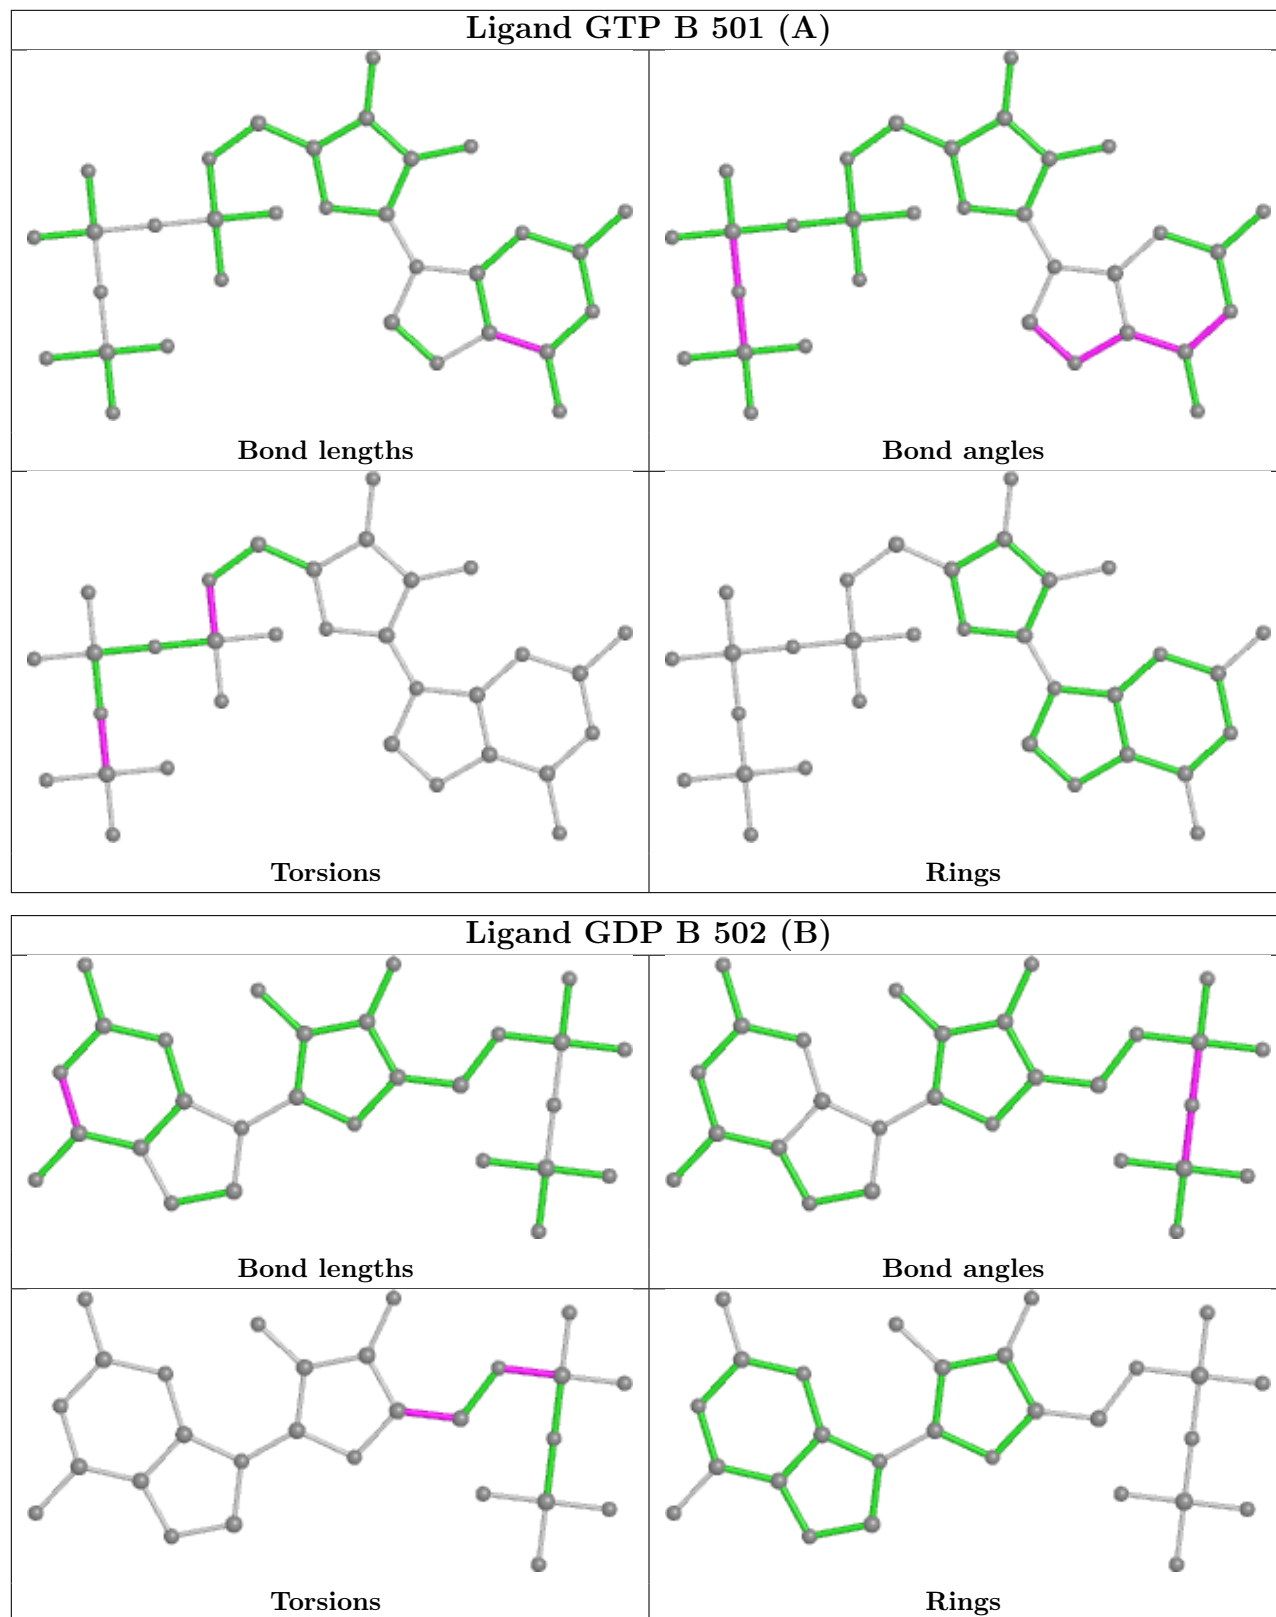 Ligand GTP B 501 (A)
Bond lengths
Bond angles
Torsions
Rings
Ligand GDP B 502 (B)
Bond lengths
Bond angles
Torsions
Rings